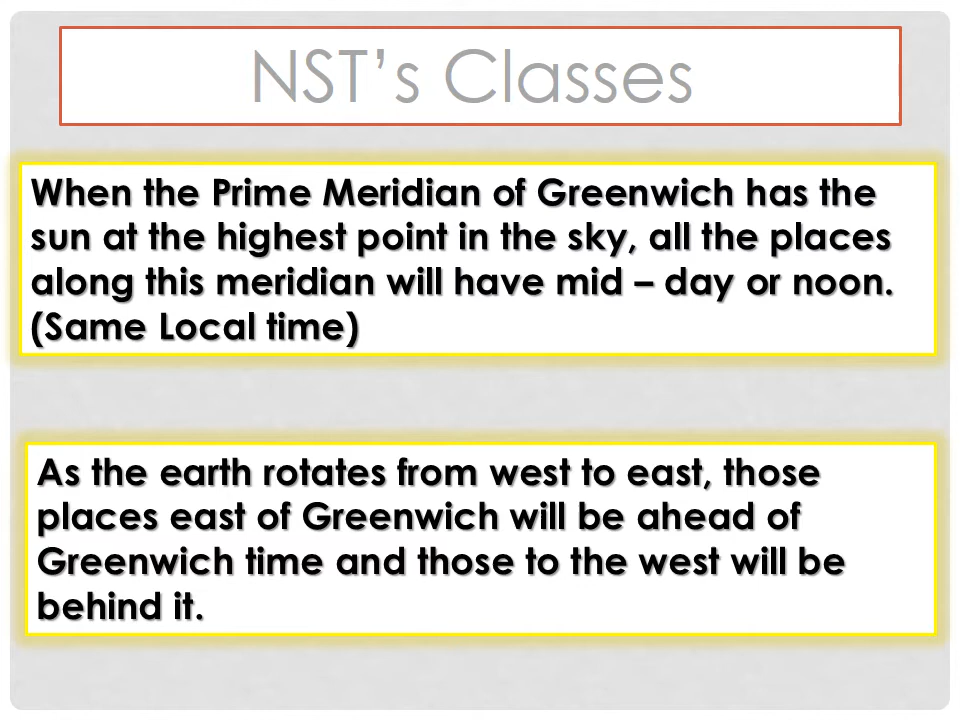 NST's Classes
When the Prime Meridian of Greenwich has the
sun at the highest point in the sky, all the places
along this meridian will have mid – day or noon.
(Same Local time)
As the earth rotates from west to east, those
places east of Greenwich will be ahead of
Greenwich time and those to the west will be
behind it.